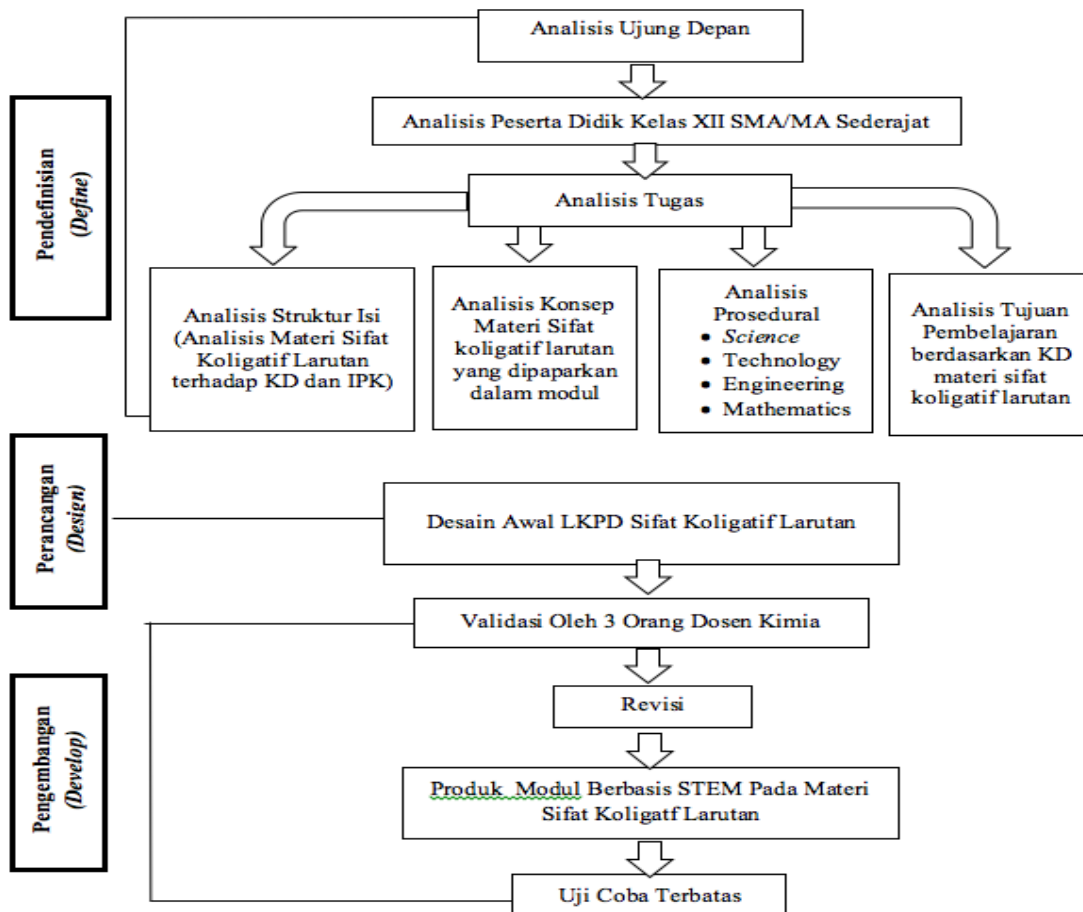 Analisis Ujung Depan
Analisis Peserta Didik Kelas XII SMA/MA Sederajat
Analisis Tugas
Pendefinisian
(Define)
Analisis Struktur Isi
(Analisis Materi Sifat
Koligatif Larutan
terhadap KD dan IPK)
Analisis Konsep
Materi Sifat
koligatif larutan
yang dipaparkan
dalam modul
Analisis
Prosedural
• Science
• Technology
• Engineering
• Mathematics
Analisis Tujuan
Pembelajaran
berdasarkan KD
materi sifat
koligatif larutan
Perancangan
(Design)
Desain Awal LKPD Sifat Koligatif Larutan
Validasi Oleh 3 Orang Dosen Kimia
Pengembangan
(Develop)
Revisi
Produk Modul Berbasis STEM Pada Materi
Sifat Koligatf Larutan
Uji Coba Terbatas